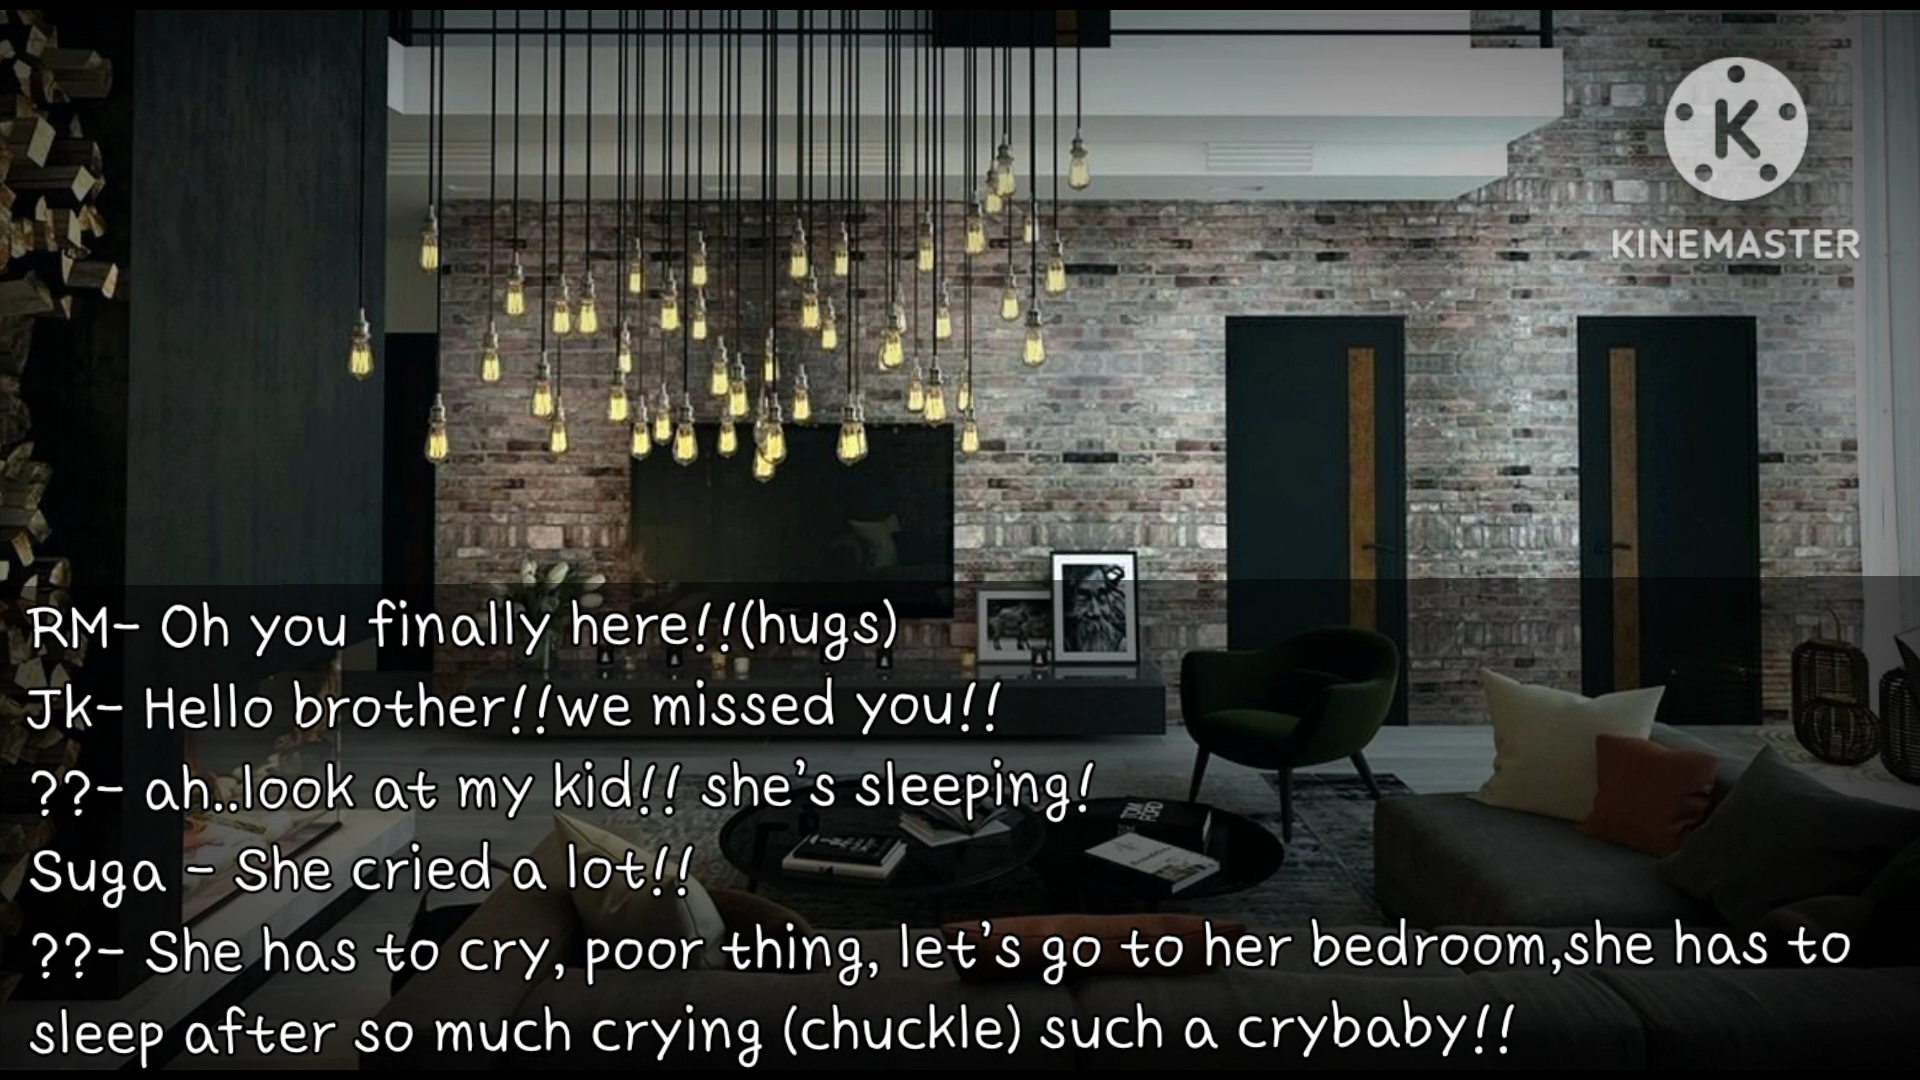 K
KINEMASTER
RM- Oh you finally here!!(hugs)
Jk- Hello brother!!we missed you!!
??- ah..look at my kid!! she's sleeping!
TOM
FORD
Suga - She cried a lot!!
??- She has to cry, poor thing, let's go to her bedroom,she has to
sleep after so much crying (chuckle) such a crybaby!!